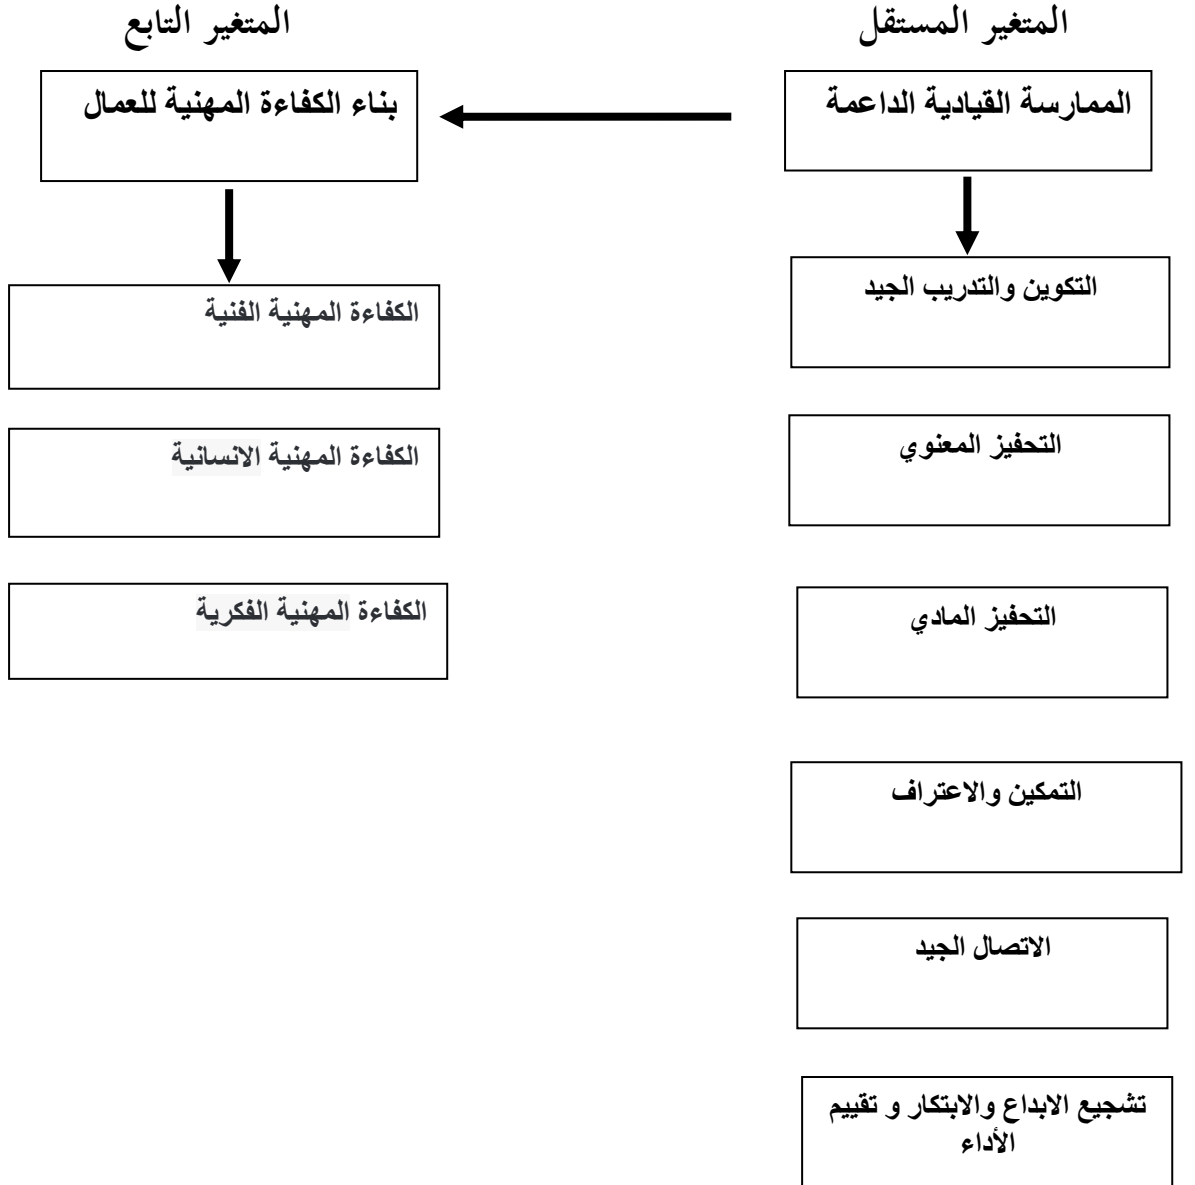 المتغير المستقل
المتغير التابع
الممارسة القيادية الداعمة
بناء الكفاءة المهنية للعمال
التكوين والتدريب الجيد
الكفاءة المهنية الفنية
التحفيز المعنوي
الكفاءة المهنية الانسانية
التحفيز المادي
الكفاءة المهنية الفكرية
التمكين والاعتراف
الاتصال الجيد
تشجيع الابداع والابتكار و تقييم
الأداء